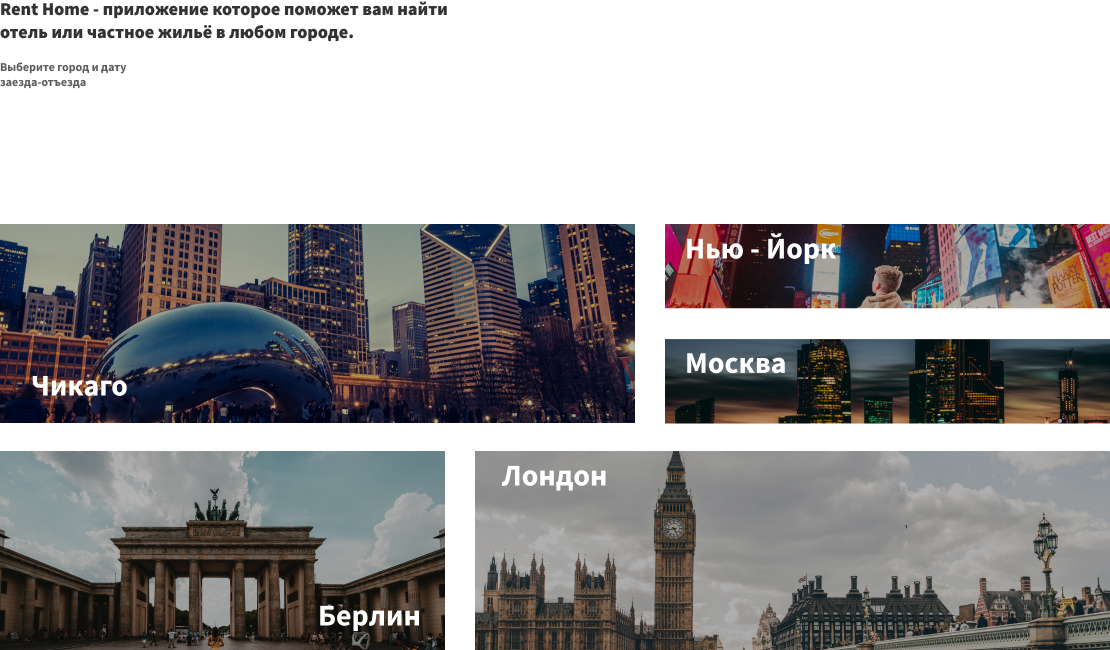 Rent Home - приложение которое поможет вам найти
отель или частное жильё в любом городе.
Выберите город и дату
заезда-отъезда
Нью - Йорк
Чикаго
Москва
Лондон
Берлин